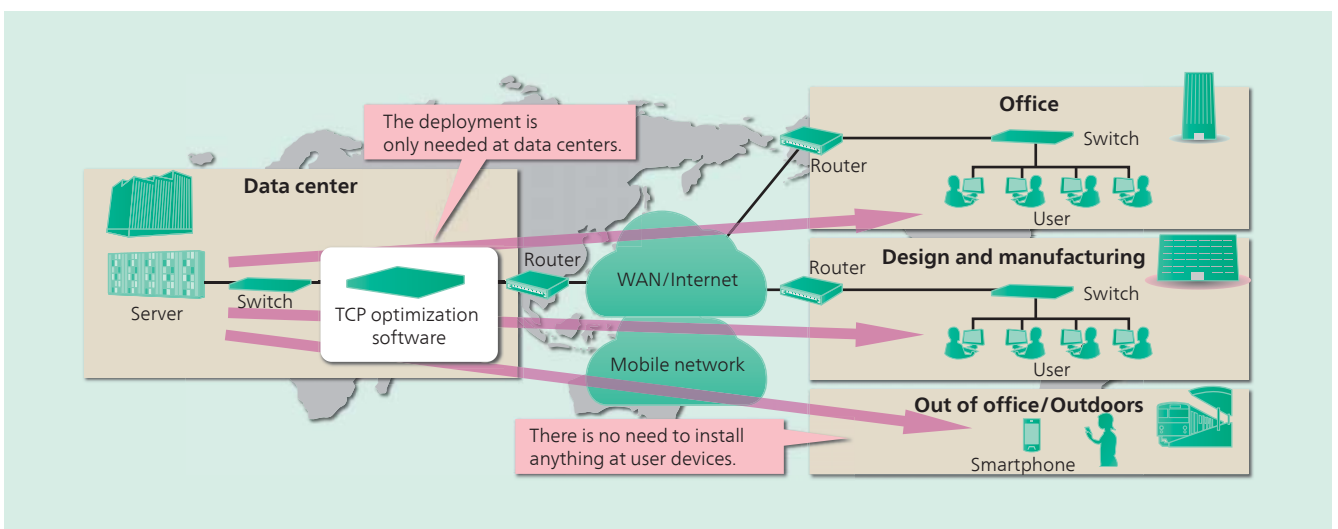 The deployment is
only needed at data centers.
Data center
Server
Switch
TCP optimization
software
Router
WAN/Internet
Mobile network
Office
Router
Switch
User
Design and manufacturing
Router
Switch
User
Out of office/Outdoors
Smartphone
There is no need to install
anything at user devices.